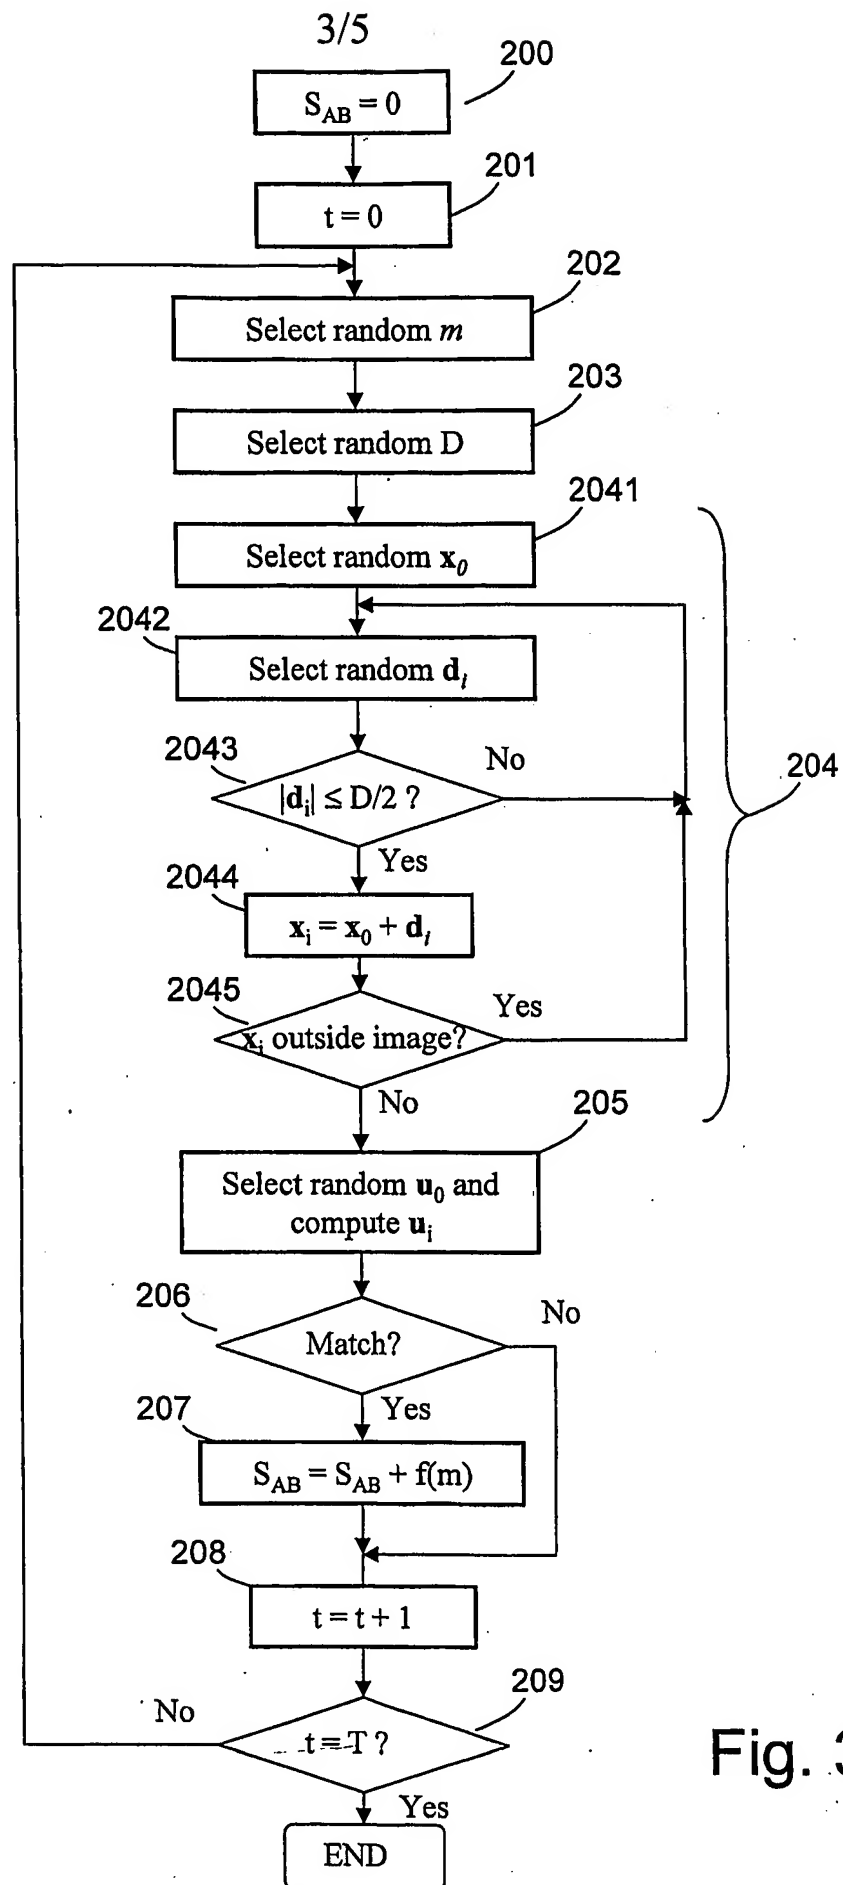 3/5
200
S_AB = 0
201
t = 0
202
Select random m
203
Select random D
2041
Select random x_0
2042
Select random d_i
2043
|d_i| ≤ D/2 ?
No
204
Yes
2044
x_i = x_0 + d_i
2045
x_i outside image?
Yes
No
205
Select random u_0 and
compute u_i
206
Match?
No
Yes
207
S_AB = S_AB + f(m)
208
t = t + 1
209
No
t = T ?
Yes
END
Fig. 3